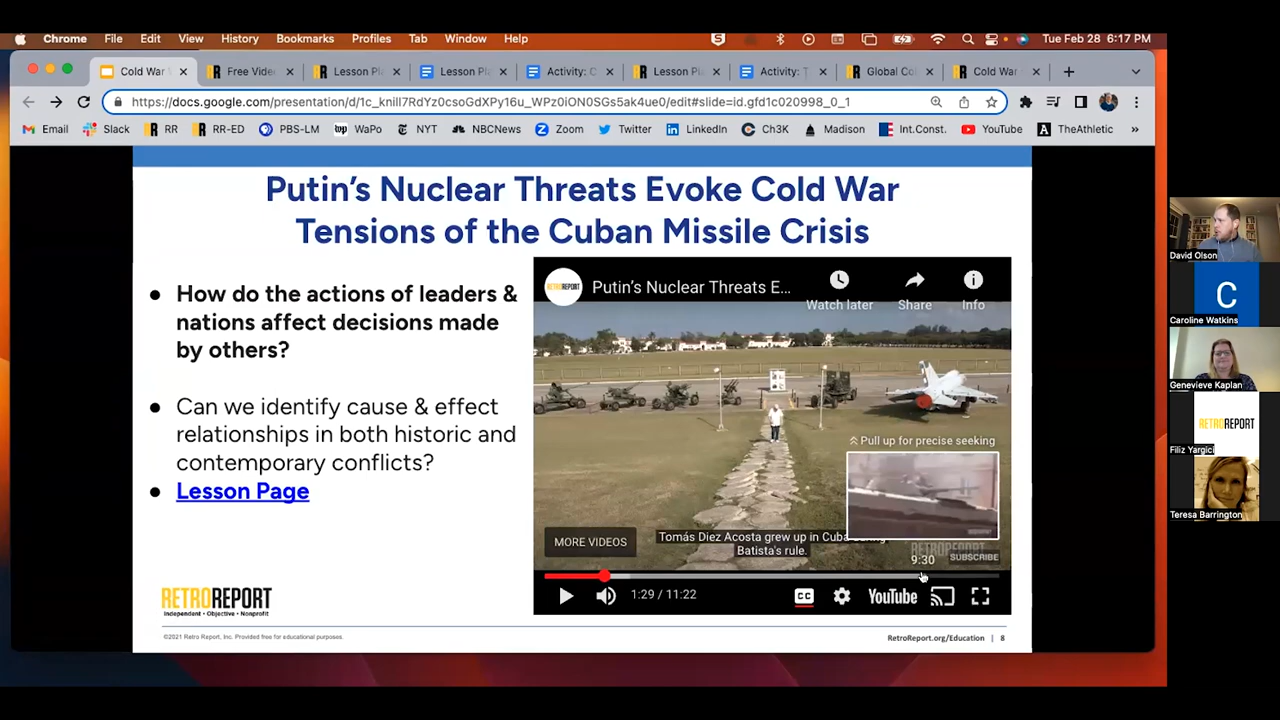 Chrome File Edit View History Bookmarks Profiles Tab Window Help
Tue Feb 28 6:17 PM
Cold War Free Vide Lesson Pl Lesson Pl Activity: C Lesson Pl Activity: T Global Co Cold War
https://docs.google.com/presentation/d/1c_knill7RdYz0csoGdXPy16u_WPz0iON0SGs5ak4ue0/edit#slide=id.gfd1c020998_0_1
Email Slack RR RR-ED PBS-LM WaPo NYT NBCNews Zoom Twitter LinkedIn Ch3K Madison Int.Const. YouTube TheAthletic »
Putin's Nuclear Threats Evoke Cold War
Tensions of the Cuban Missile Crisis
● How do the actions of leaders &
nations affect decisions made
by others?
● Can we identify cause & effect
relationships in both historic and
contemporary conflicts?
● Lesson Page
RETROREPORT
Putin's Nuclear Threats E...
Watch later Share Info
Pull up for precise seeking
MORE VIDEOS
Tomás Diez Acosta grew up in Cuba during
Batista's rule.
RETROREPORT
SUBSCRIBE
9:30
1:29 / 11:22
CC
YouTube
RETROREPORT
Independent • Objective • Nonprofit
©2021 Retro Report, Inc. Provided free for educational purposes.
RetroReport.org/Education | 8
David Olson
C
Caroline Watkins
Genevieve Kaplan
RETROREPORT
Filiz Yargici
Teresa Barrington